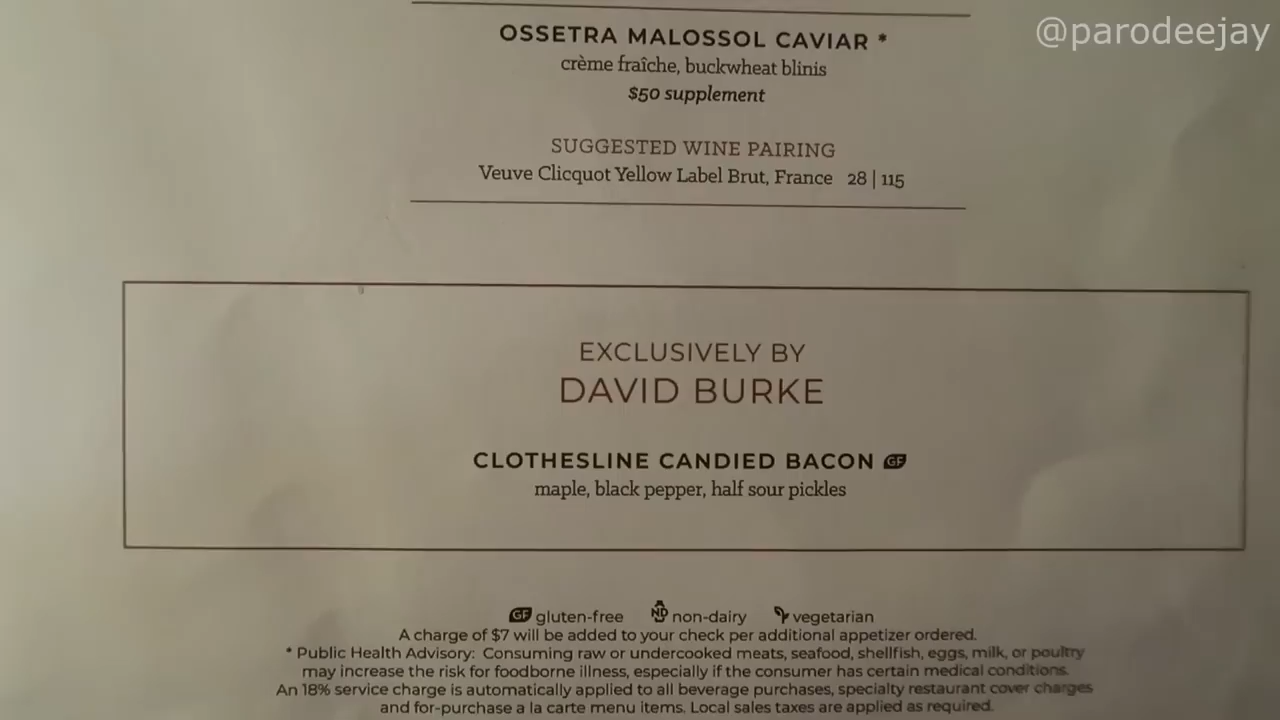 @parodeejay
OSSETRA MALOSSOL CAVIAR *
crème fraîche, buckwheat blinis
$50 supplement
SUGGESTED WINE PAIRING
Veuve Clicquot Yellow Label Brut, France 28 | 115
EXCLUSIVELY BY
DAVID BURKE
CLOTHESLINE CANDIED BACON GF
maple, black pepper, half sour pickles
GF gluten-free ND non-dairy vegetarian
A charge of $7 will be added to your check per additional appetizer ordered.
* Public Health Advisory: Consuming raw or undercooked meats, seafood, shellfish, eggs, milk, or poultry
may increase the risk for foodborne illness, especially if the consumer has certain medical conditions.
An 18% service charge is automatically applied to all beverage purchases, specialty restaurant cover charges
and for-purchase a la carte menu items. Local sales taxes are applied as required.